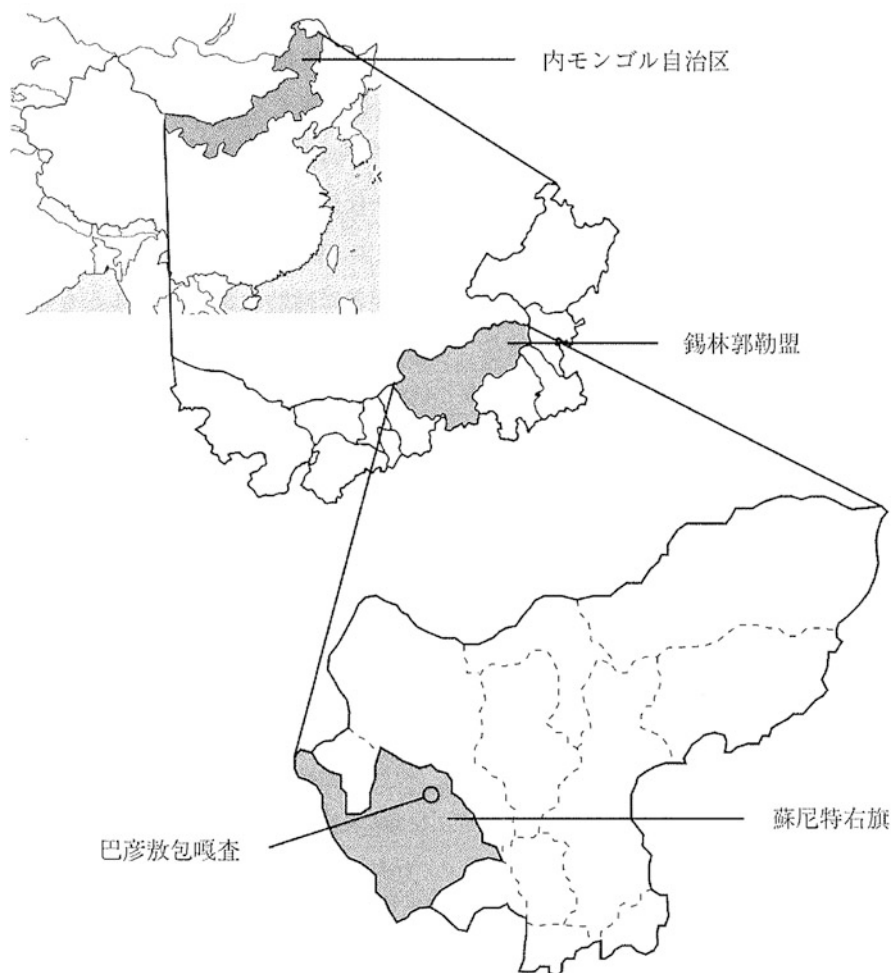 内モンゴル自治区
錫林郭勒盟
蘇尼特右旗
巴彦敖包嘎査